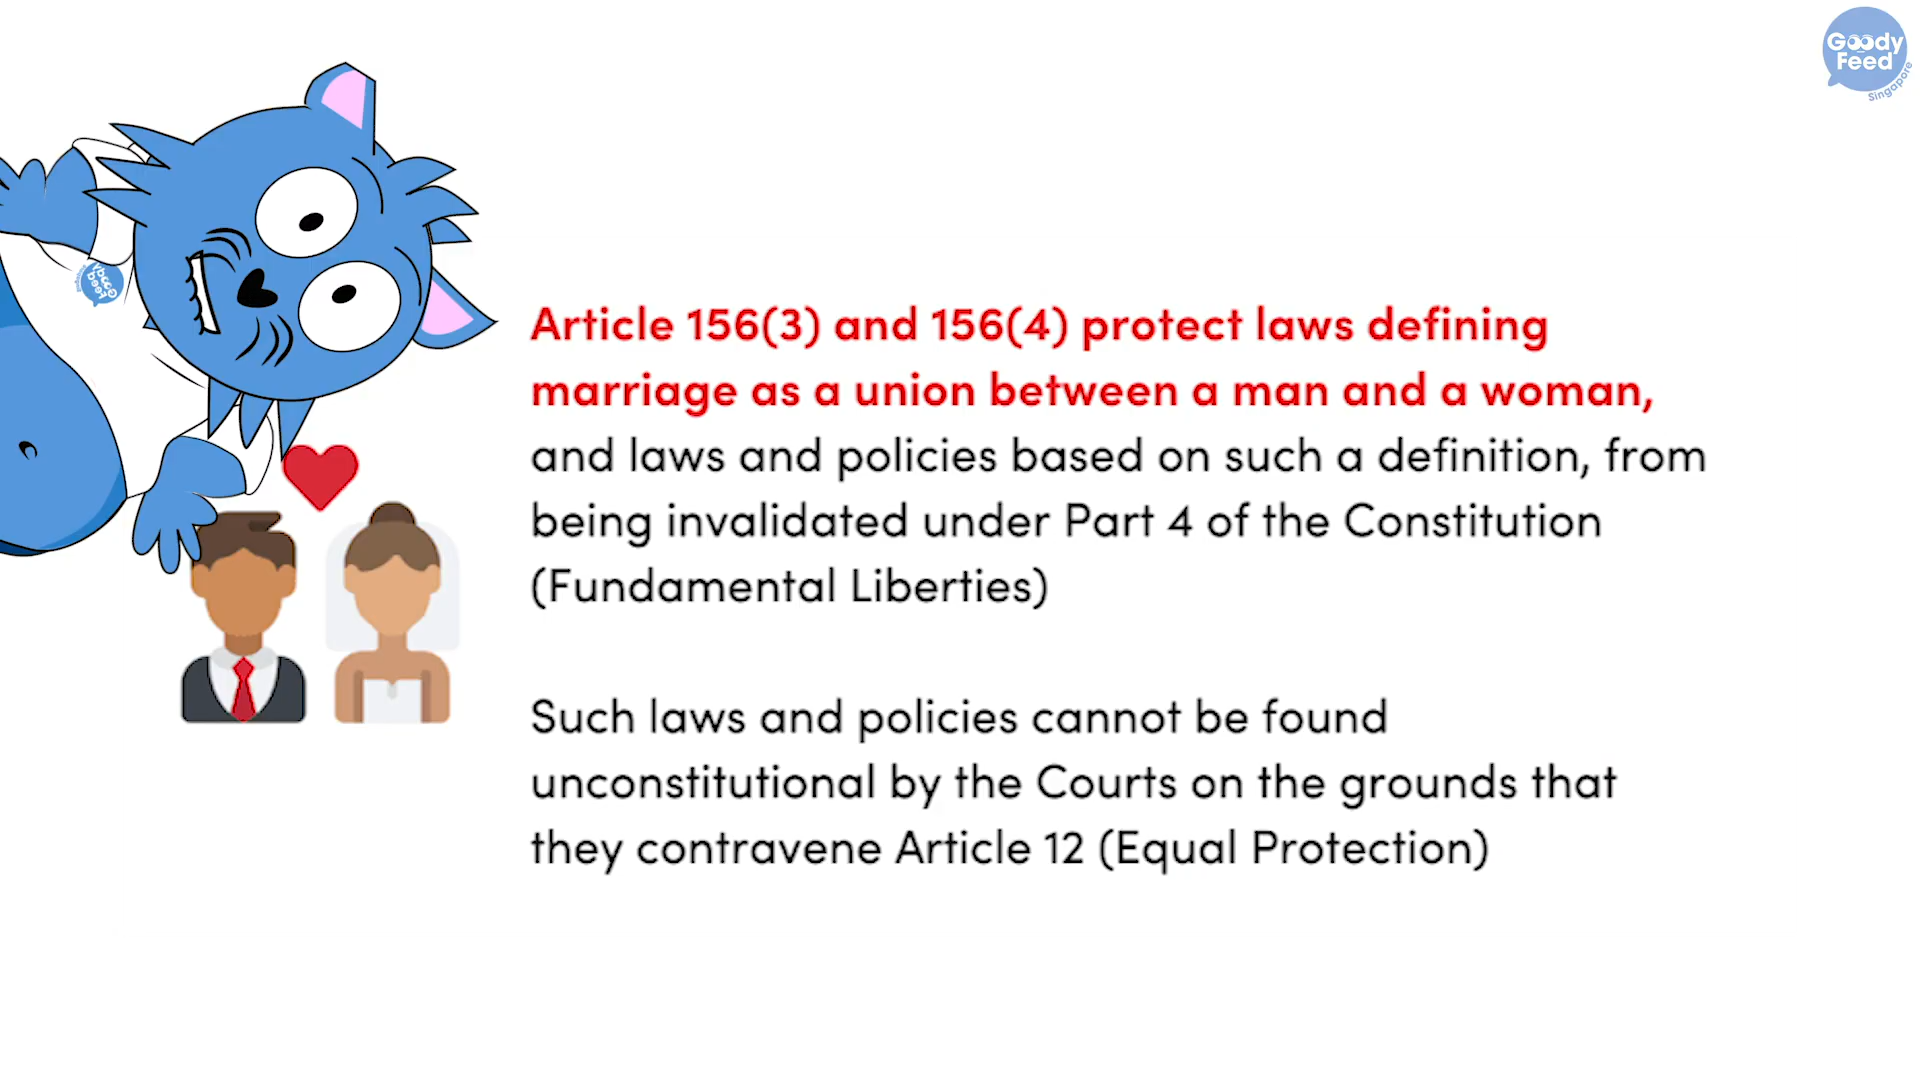 Goody
Feed
Singapore
Goody
Feed
Article 156(3) and 156(4) protect laws defining
marriage as a union between a man and a woman,
and laws and policies based on such a definition, from
being invalidated under Part 4 of the Constitution
(Fundamental Liberties)
Such laws and policies cannot be found
unconstitutional by the Courts on the grounds that
they contravene Article 12 (Equal Protection)